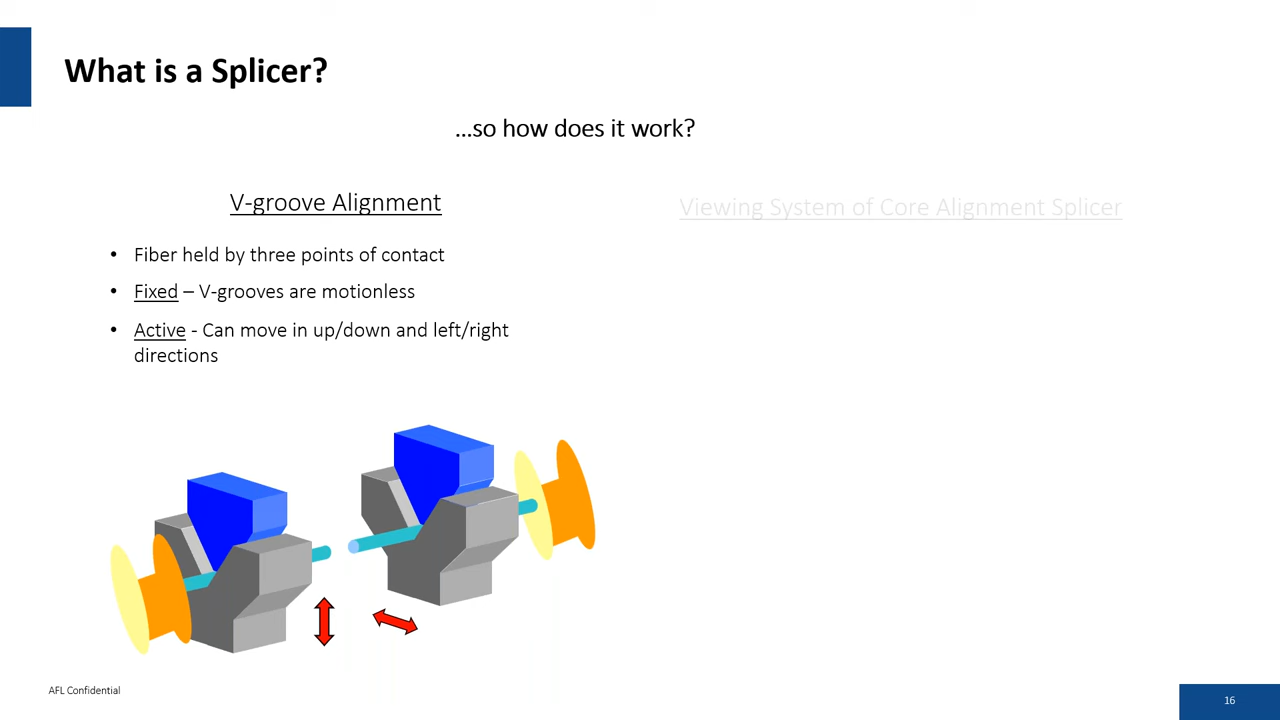 What is a Splicer?
...so how does it work?
V-groove Alignment
Viewing System of Core Alignment Splicer
• Fiber held by three points of contact
• Fixed – V-grooves are motionless
• Active - Can move in up/down and left/right
directions
AFL Confidential
16